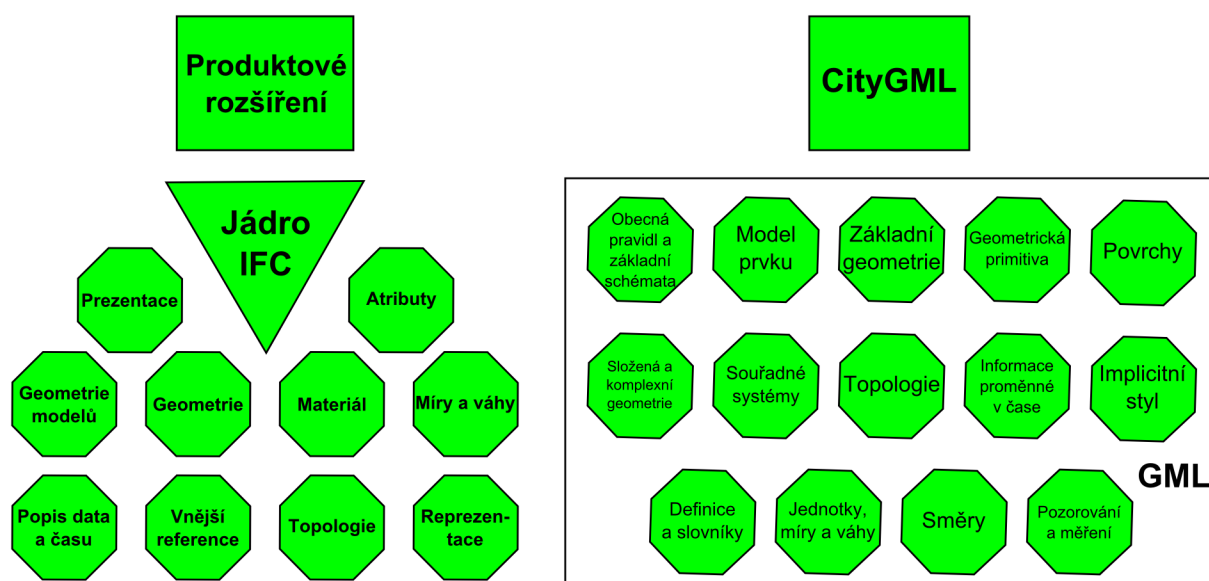 Produktové
rozšíření
Jádro
IFC
Prezentace
Atributy
Geometrie
modelů
Geometrie
Materiál
Míry a váhy
Popis data
a času
Vnější
reference
Topologie
Reprezen-
tace
CityGML
Obecná
pravidl a
základní
schémata
Model
prvku
Základní
geometrie
Geometrická
primitiva
Povrchy
Složená a
komplexní
geometrie
Souřadné
systémy
Topologie
Informace
proměnné
v čase
Implicitní
styl
GML
Definice
a slovníky
Jednotky,
míry a váhy
Směry
Pozorování
a měření